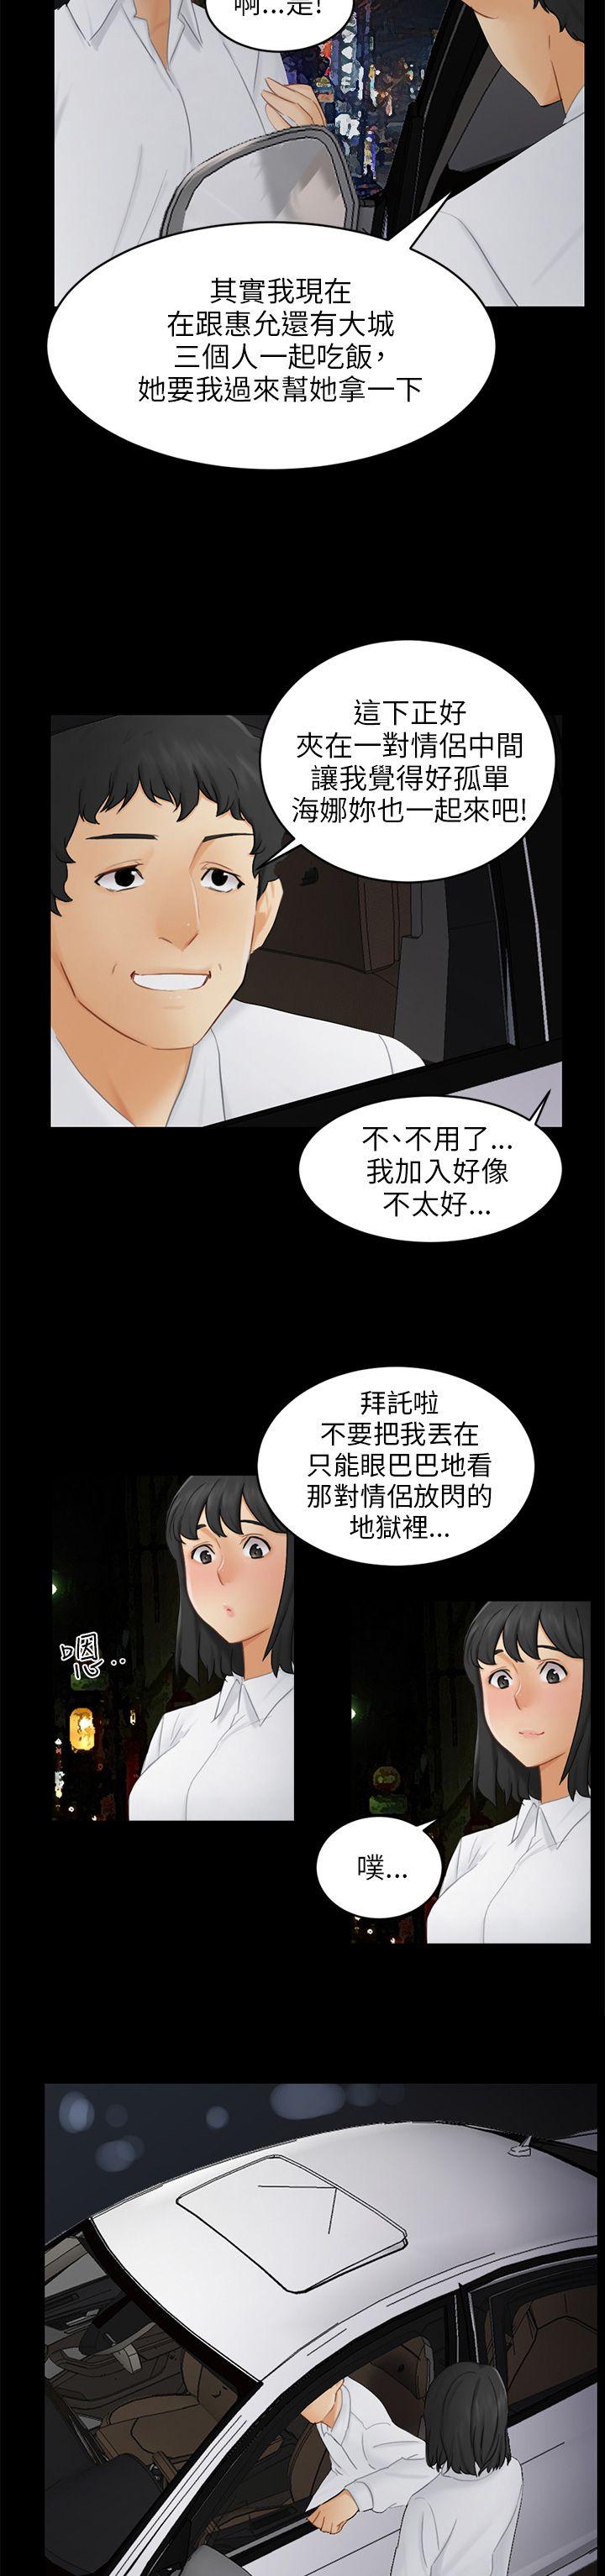 啊...是!
其實我現在
在跟惠允還有大城
三個人一起吃飯，
她要我過來幫她拿一下
這下正好
夾在一對情侶中間
讓我覺得好孤單
海娜妳也一起來吧!
不、不用了...
我加入好像
不太好...
拜託啦
不要把我丟在
只能眼巴巴地看
那對情侶放閃的
地獄裡...
嗯..
噗...